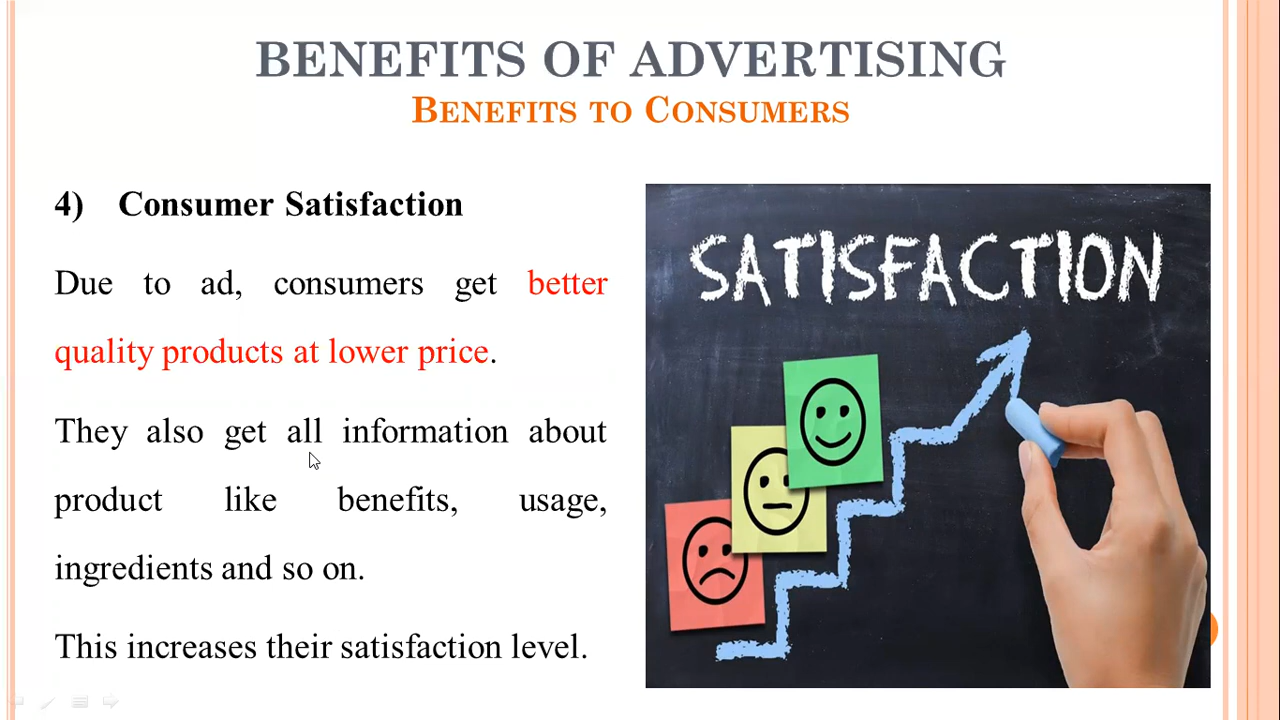 BENEFITS OF ADVERTISING
BENEFITS TO CONSUMERS
4) Consumer Satisfaction
Due to ad, consumers get better
quality products at lower price.
They also get all information about
product like benefits, usage,
ingredients and so on.
This increases their satisfaction level.
SATISFACTION